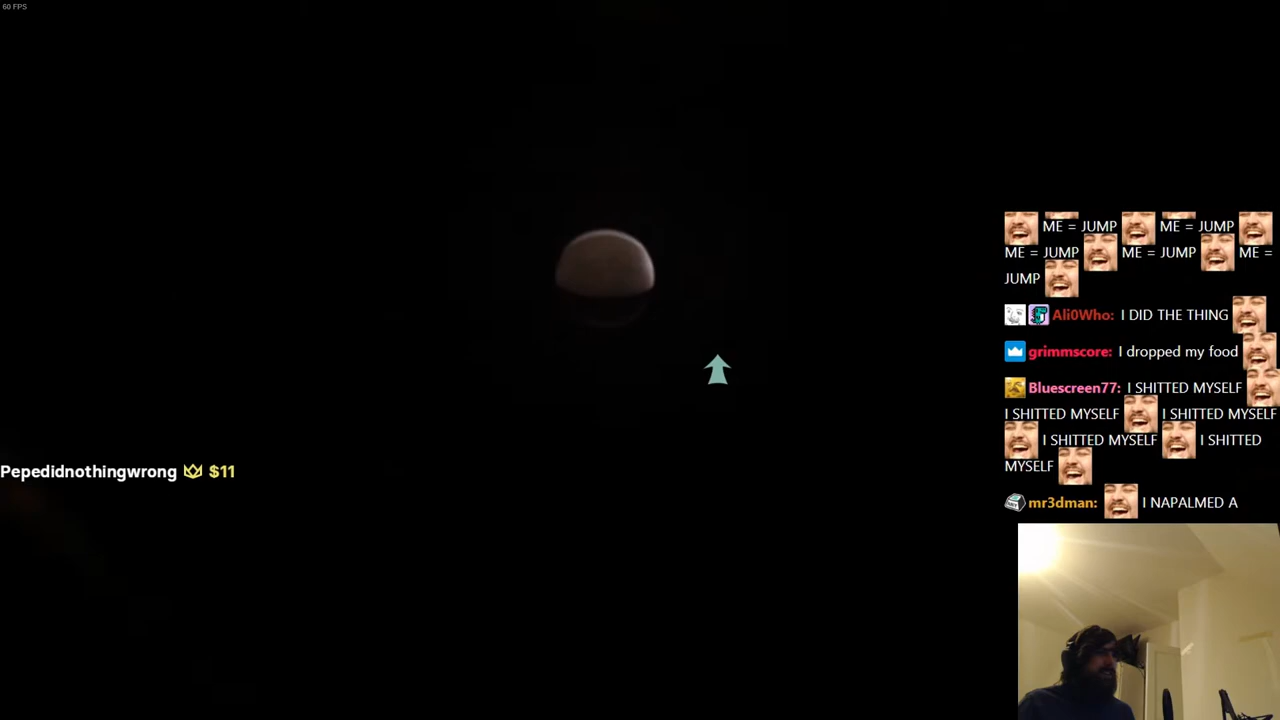 60 FPS
ME = JUMP ME = JUMP
ME = JUMP ME = JUMP ME =
JUMP
Ali0Who: I DID THE THING
grimmscore: I dropped my food
Bluescreen77: I SHITTED MYSELF
I SHITTED MYSELF I SHITTED MYSELF
I SHITTED MYSELF I SHITTED
MYSELF
Pepedidnothingwrong $11
mr3dman: I NAPALMED A